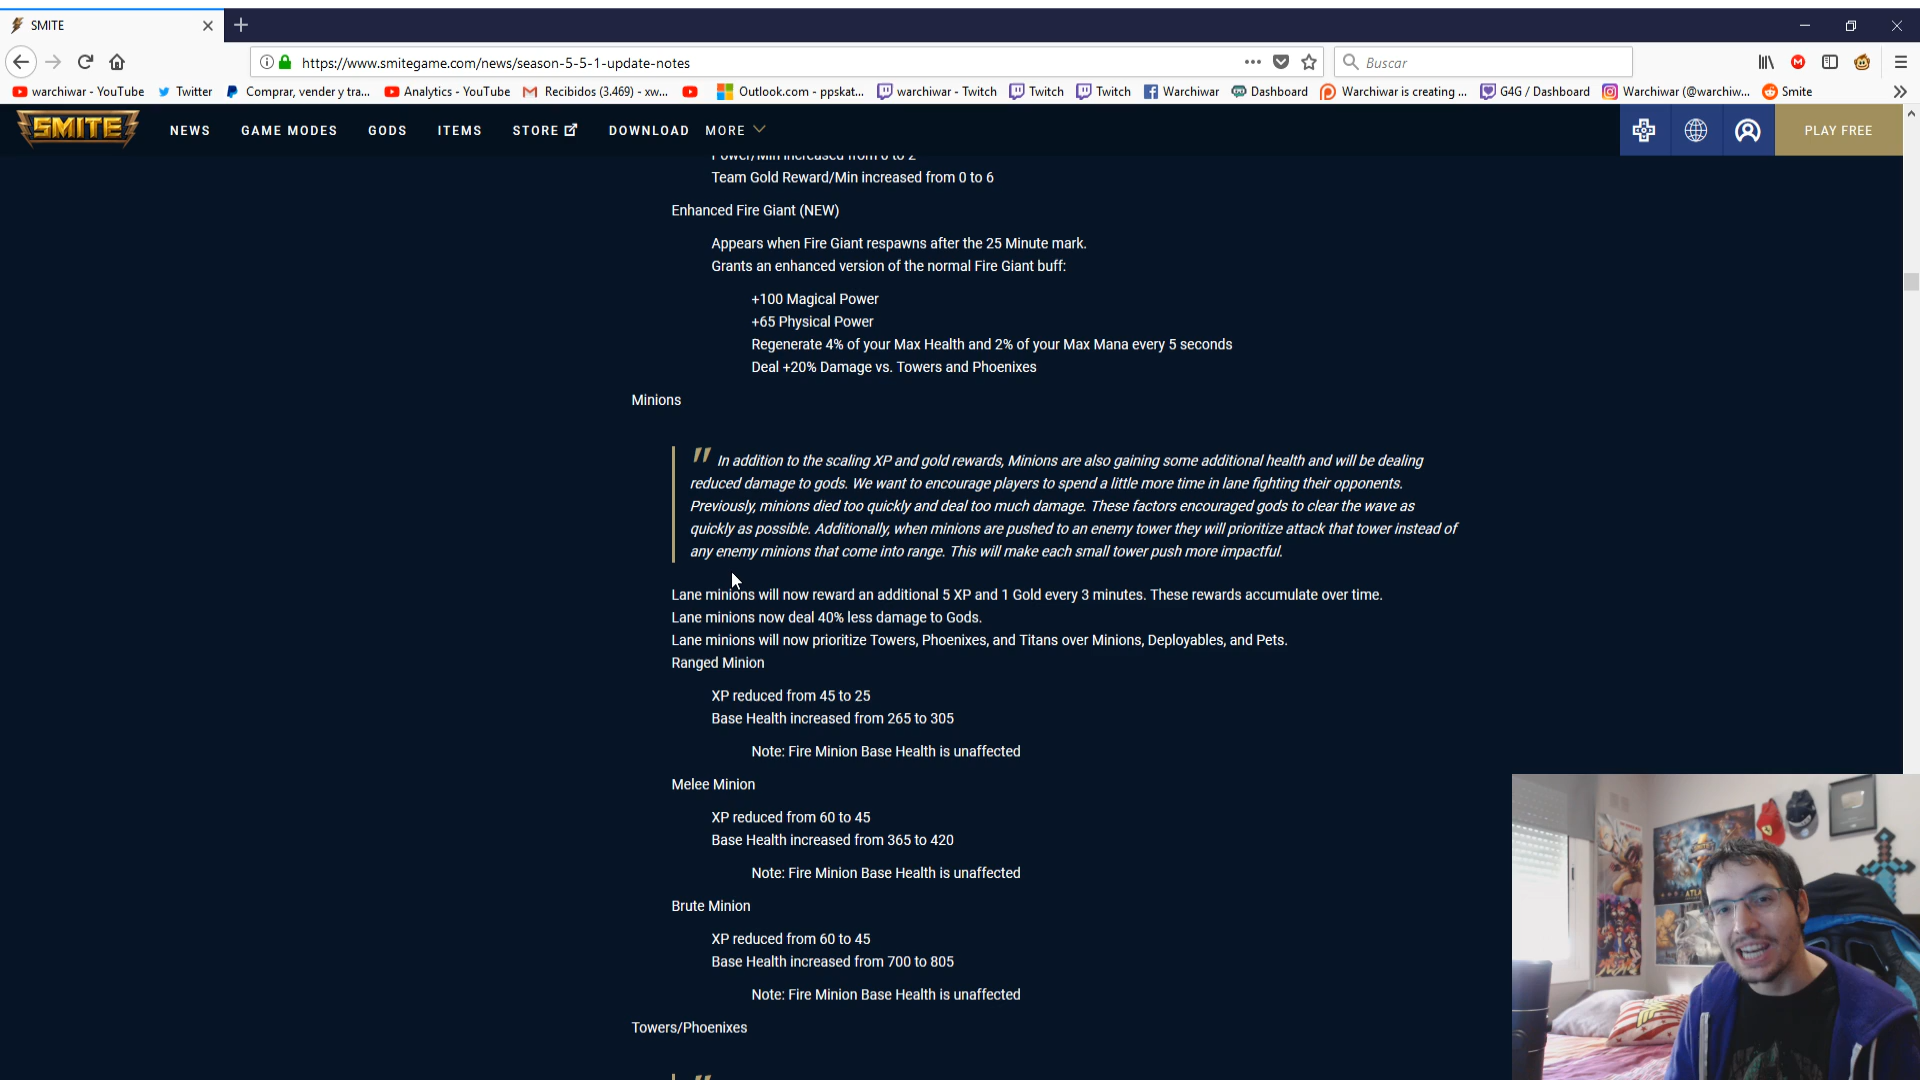 SMITE
https://www.smitegame.com/news/season-5-5-1-update-notes
Buscar
warchiwar - YouTube
Twitter
Comprar, vender y tra...
Analytics - YouTube
Recibidos (3.469) - xw...
Outlook.com - ppskat...
warchiwar - Twitch
Twitch
Twitch
Warchiwar
Dashboard
Warchiwar is creating ...
G4G / Dashboard
Warchiwar (@warchiw...
Smite
SMITE
NEWS
GAME MODES
GODS
ITEMS
STORE
DOWNLOAD
MORE
PLAY FREE
Power/Min increased from 0 to 2
Team Gold Reward/Min increased from 0 to 6
Enhanced Fire Giant (NEW)
Appears when Fire Giant respawns after the 25 Minute mark.
Grants an enhanced version of the normal Fire Giant buff:
+100 Magical Power
+65 Physical Power
Regenerate 4% of your Max Health and 2% of your Max Mana every 5 seconds
Deal +20% Damage vs. Towers and Phoenixes
Minions
" In addition to the scaling XP and gold rewards, Minions are also gaining some additional health and will be dealing
reduced damage to gods. We want to encourage players to spend a little more time in lane fighting their opponents.
Previously, minions died too quickly and deal too much damage. These factors encouraged gods to clear the wave as
quickly as possible. Additionally, when minions are pushed to an enemy tower they will prioritize attack that tower instead of
any enemy minions that come into range. This will make each small tower push more impactful.
Lane minions will now reward an additional 5 XP and 1 Gold every 3 minutes. These rewards accumulate over time.
Lane minions now deal 40% less damage to Gods.
Lane minions will now prioritize Towers, Phoenixes, and Titans over Minions, Deployables, and Pets.
Ranged Minion
XP reduced from 45 to 25
Base Health increased from 265 to 305
Note: Fire Minion Base Health is unaffected
Melee Minion
XP reduced from 60 to 45
Base Health increased from 365 to 420
Note: Fire Minion Base Health is unaffected
Brute Minion
XP reduced from 60 to 45
Base Health increased from 700 to 805
Note: Fire Minion Base Health is unaffected
Towers/Phoenixes